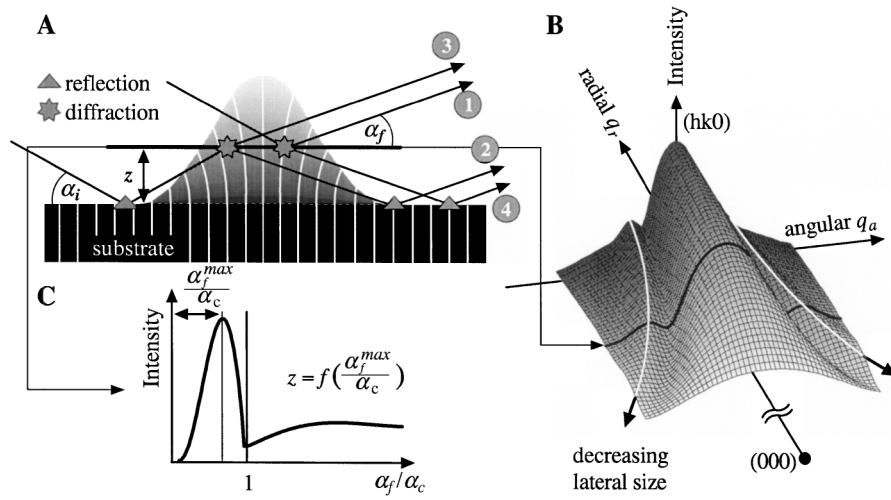 A
reflection
diffraction
3
1
α_f
2
z
α_i
4
substrate
B
Intensity
radial q_r
(hk0)
angular q_a
decreasing
lateral size
(000)
C
α_f^max
α_c
Intensity
z = f(α_f^max/α_c)
1
α_f/α_c